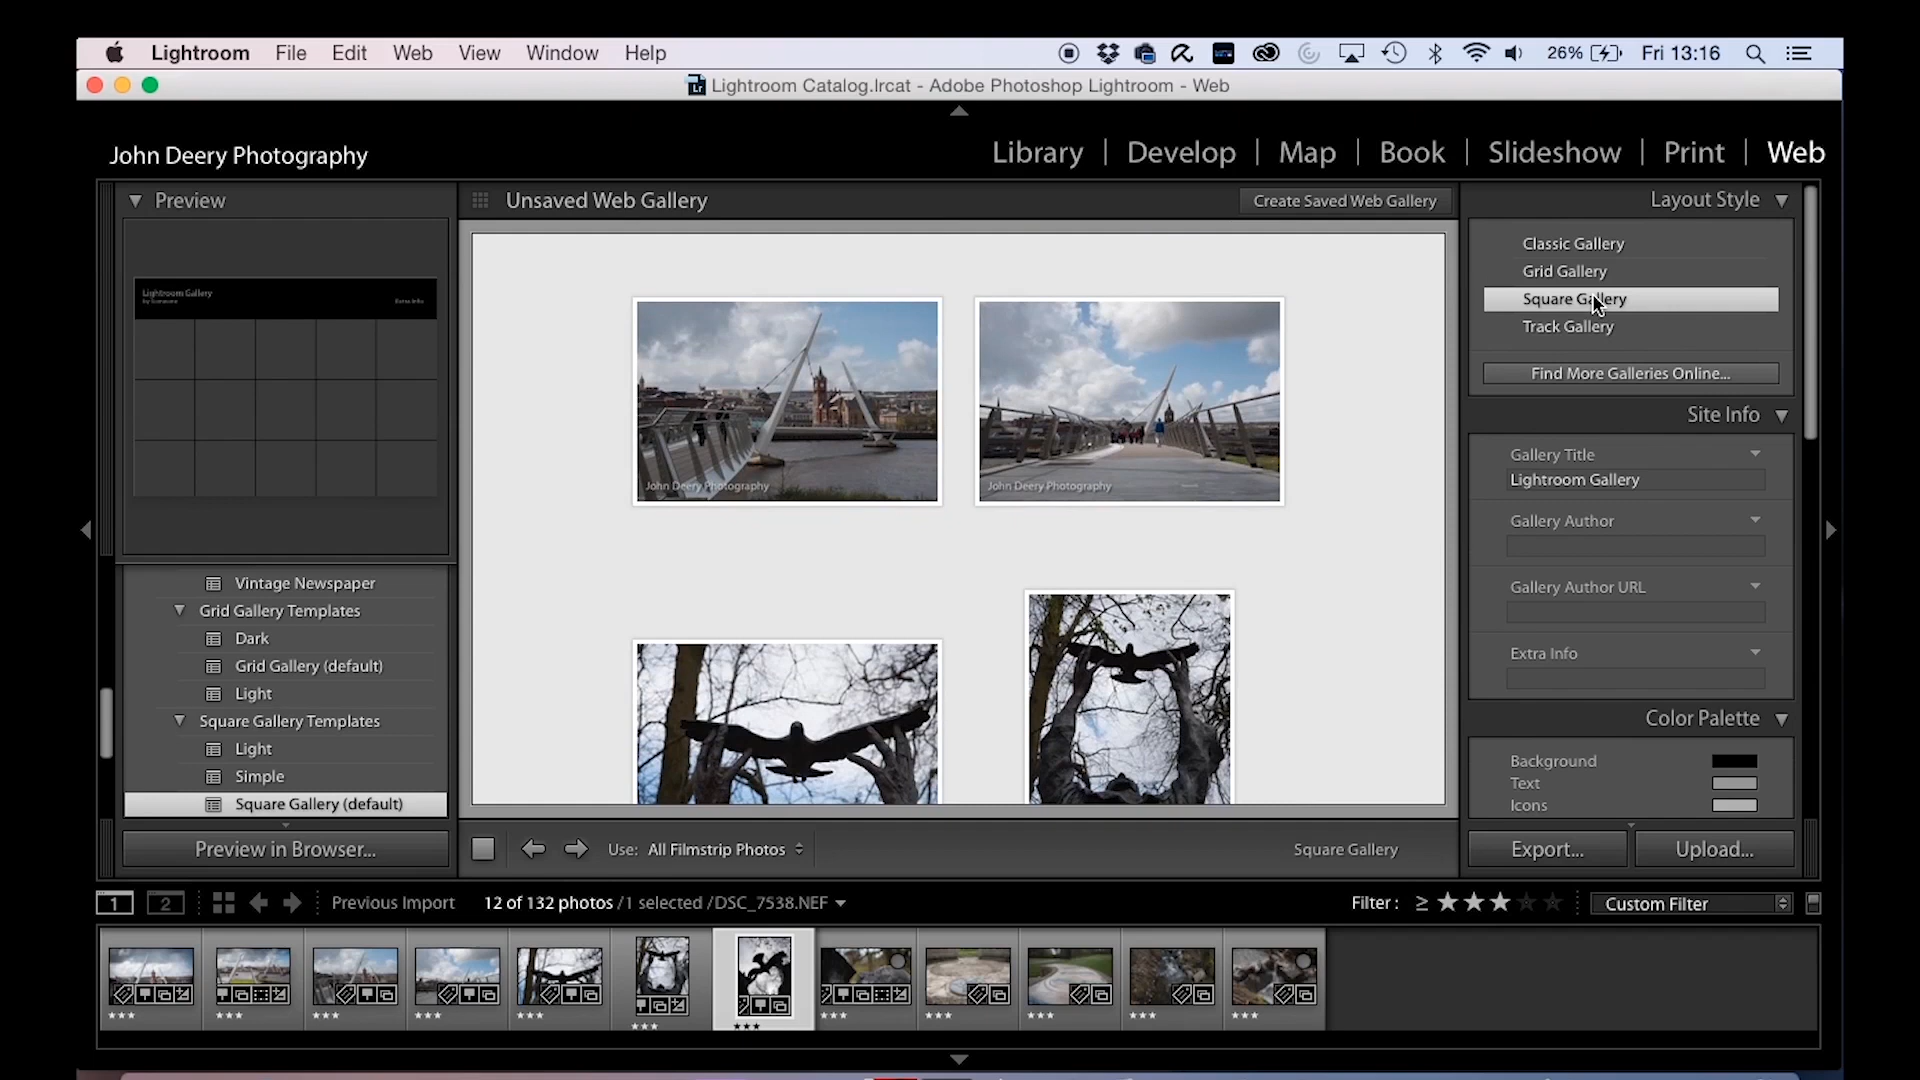 Lightroom File Edit Web View Window Help 26% Fri 13:16
Lightroom Catalog.lrcat - Adobe Photoshop Lightroom - Web
John Deery Photography
Library | Develop | Map | Book | Slideshow | Print | Web
Preview
Lightroom Gallery
by Someone
Extra Info
Vintage Newspaper
Grid Gallery Templates
Dark
Grid Gallery (default)
Light
Square Gallery Templates
Light
Simple
Square Gallery (default)
Preview in Browser...
Unsaved Web Gallery
Create Saved Web Gallery
John Deery Photography
John Deery Photography
Use: All Filmstrip Photos
Square Gallery
Layout Style
Classic Gallery
Grid Gallery
Square Gallery
Track Gallery
Find More Galleries Online...
Site Info
Gallery Title
Lightroom Gallery
Gallery Author
Gallery Author URL
Extra Info
Color Palette
Background
Text
Icons
Export...
Upload...
1 2 Previous Import 12 of 132 photos /1 selected /DSC_7538.NEF
Filter : ≥ ★★★★★ Custom Filter